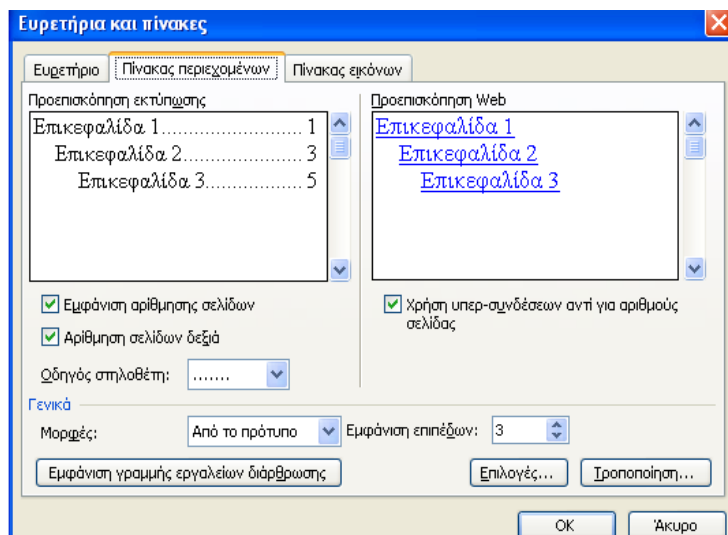 Ευρετήρια και πίνακες
Ευρετήριο Πίνακας περιεχομένων Πίνακας εικόνων
Προεπισκόπηση εκτύπωσης Προεπισκόπηση Web
Επικεφαλίδα 1........................ 1 Επικεφαλίδα 1
Επικεφαλίδα 2.................... 3 Επικεφαλίδα 2
Επικεφαλίδα 3................ 5 Επικεφαλίδα 3
Εμφάνιση αρίθμησης σελίδων Χρήση υπερ-συνδέσεων αντί για αριθμούς
σελίδας
Αρίθμηση σελίδων δεξιά
Οδηγός στηλοθέτη: .......
Γενικά
Μορφές: Από το πρότυπο Εμφάνιση επιπέδων: 3
Εμφάνιση γραμμής εργαλείων διάρθρωσης Επιλογές... Τροποποίηση...
OK Άκυρο